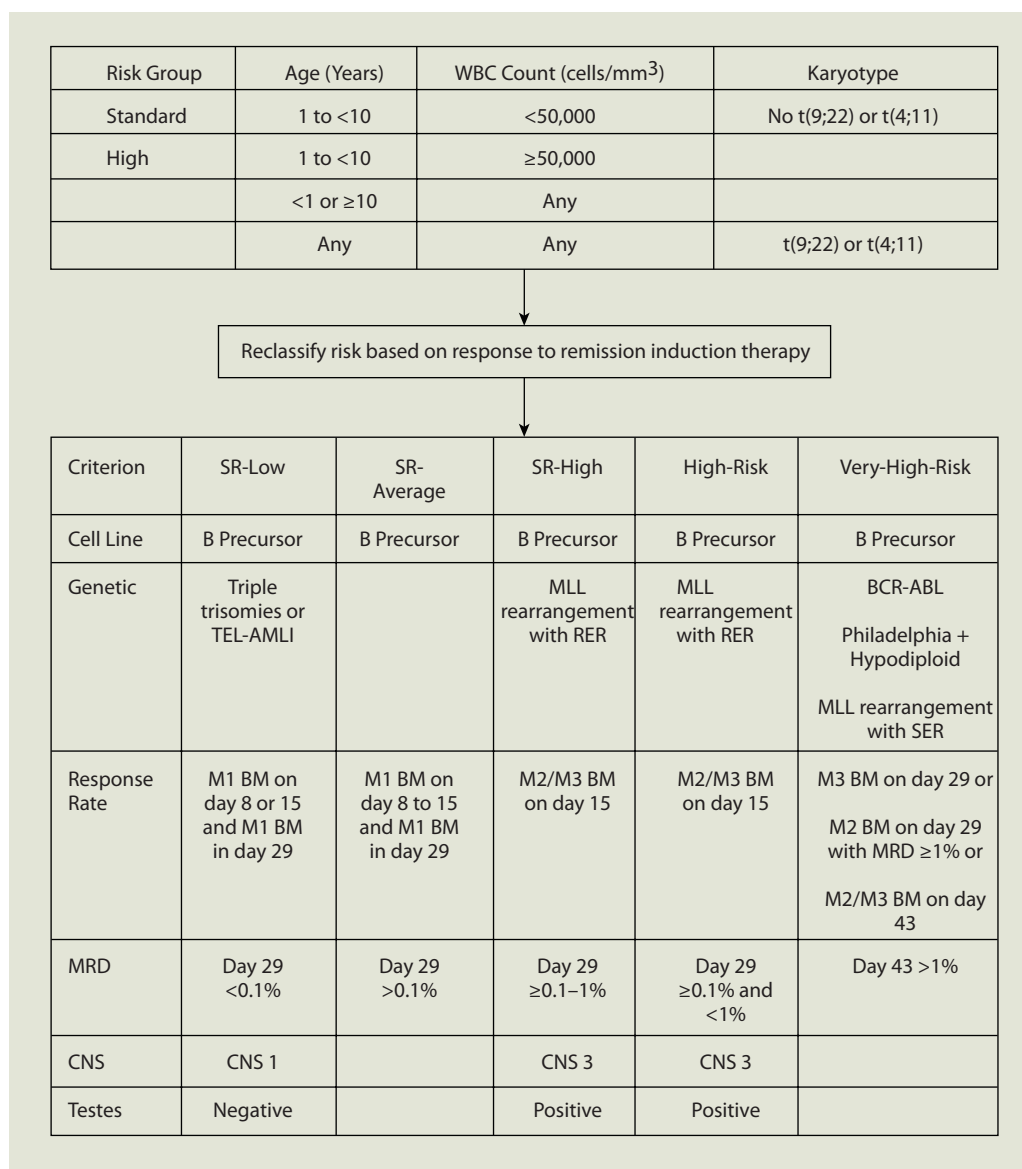 Risk Group Age (Years) WBC Count (cells/mm3) Karyotype
Standard 1 to <10 <50,000 No t(9;22) or t(4;11)
High 1 to <10 ≥50,000
<1 or ≥10 Any
Any Any t(9;22) or t(4;11)
Reclassify risk based on response to remission induction therapy
Criterion SR-Low SR-
Average SR-High High-Risk Very-High-Risk
Cell Line B Precursor B Precursor B Precursor B Precursor B Precursor
Genetic
Triple
trisomies or
TEL-AMLI
MLL
rearrangement
with RER
MLL
rearrangement
with RER
BCR-ABL
Philadelphia +
Hypodiploid
MLL rearrangement
with SER
Response
Rate
M1 BM on
day 8 or 15
and M1 BM
in day 29
M1 BM on
day 8 to 15
and M1 BM
in day 29
M2/M3 BM
on day 15
M2/M3 BM
on day 15
M3 BM on day 29 or
M2 BM on day 29
with MRD ≥1% or
M2/M3 BM on day
43
MRD
Day 29
<0.1%
Day 29
>0.1%
Day 29
≥0.1–1%
Day 29
≥0.1% and
<1%
Day 43 >1%
CNS CNS 1 CNS 3 CNS 3
Testes Negative Positive Positive